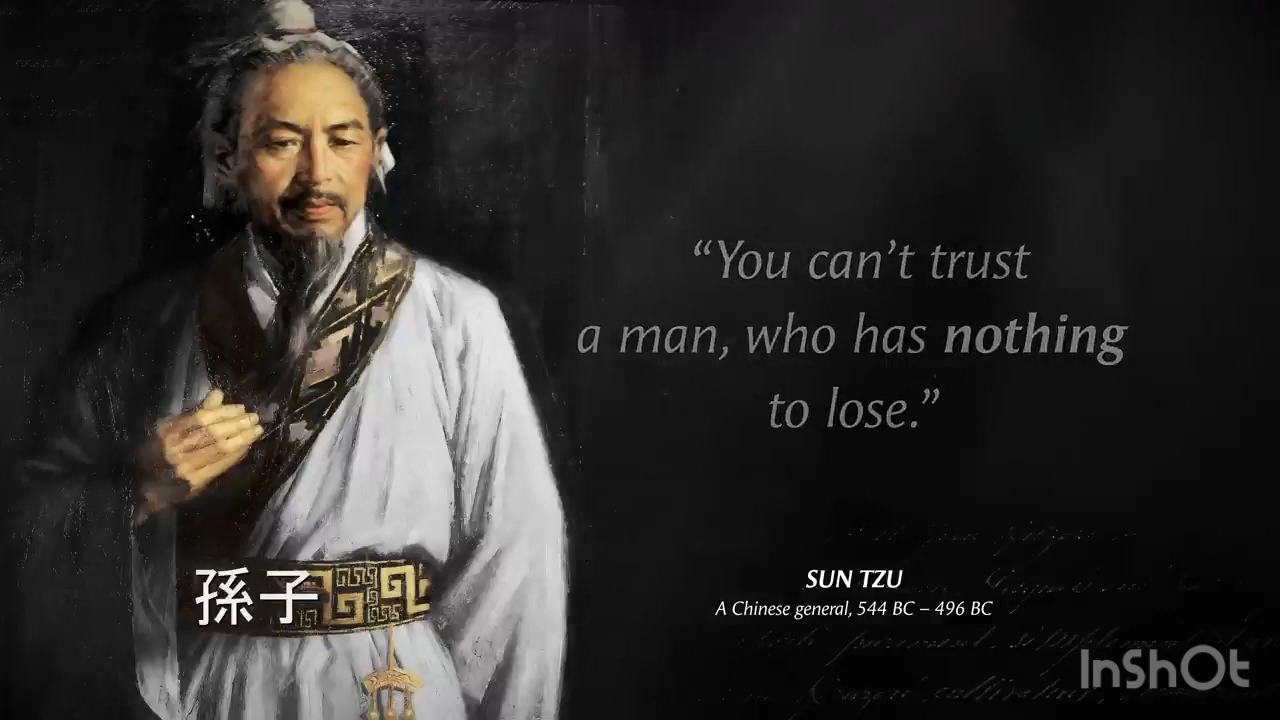 “You can’t trust
a man, who has nothing
to lose.”
孫子
SUN TZU
A Chinese general, 544 BC – 496 BC
InShOt